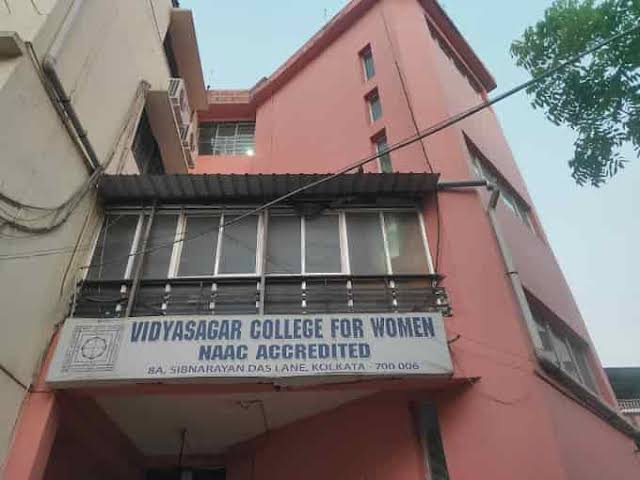 VIDYASAGAR COLLEGE FOR WOMEN
NAAC ACCREDITED
8A, SIBNARAYAN DAS LANE, KOLKATA - 700 006